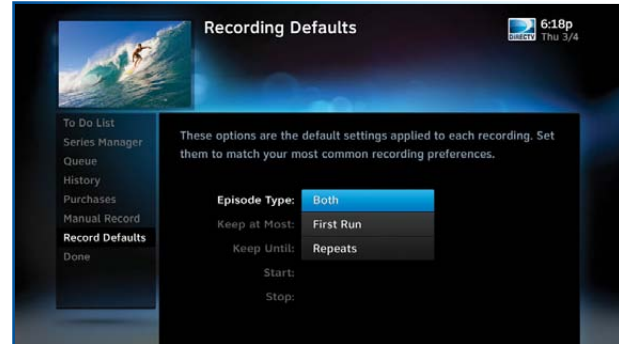 Recording Defaults
DIRECTV
6:18p
Thu 3/4
To Do List
Series Manager
Queue
History
Purchases
Manual Record
Record Defaults
Done
These options are the default settings applied to each recording. Set
them to match your most common recording preferences.
Episode Type: Both
Keep at Most: First Run
Keep Until: Repeats
Start:
Stop: